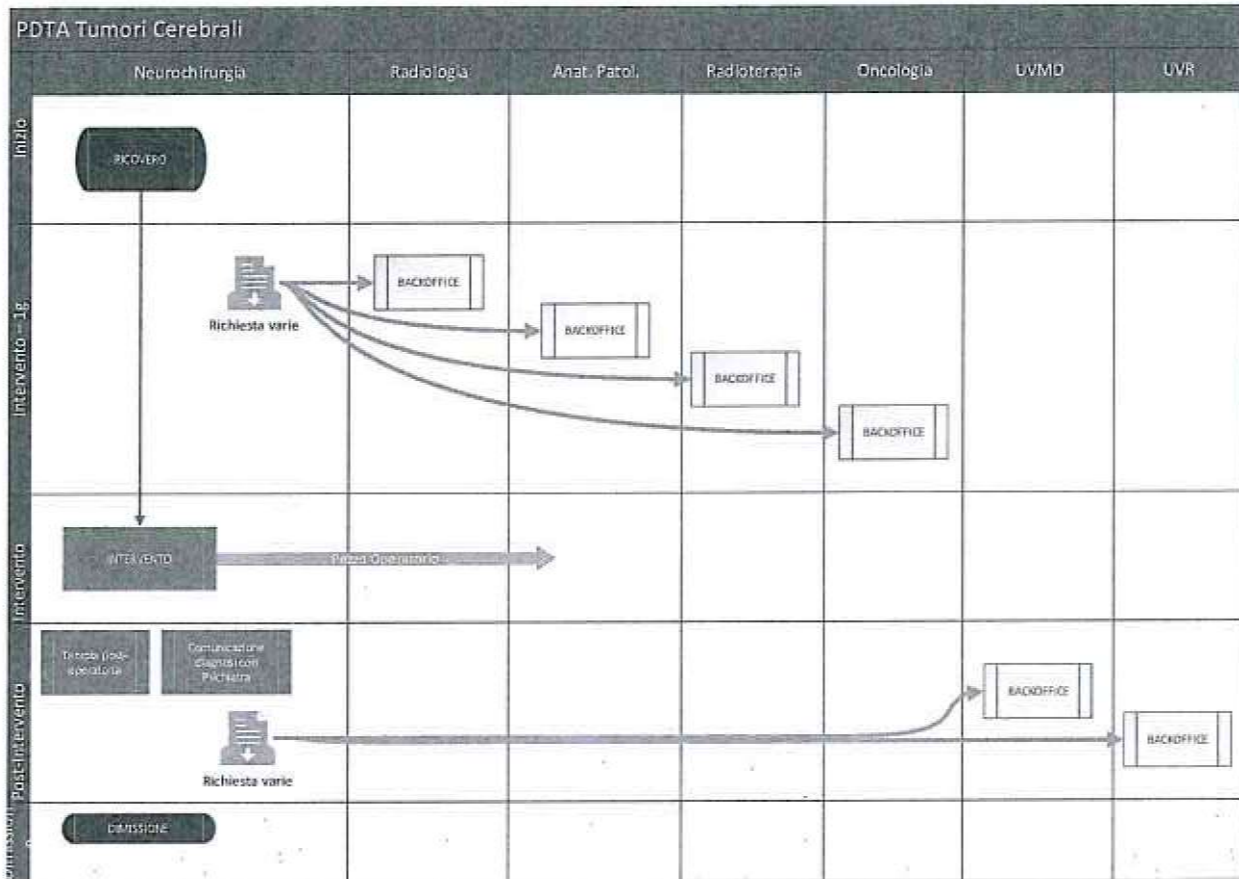 PDTA Tumori Cerebrali
Neurochirurgia
Radiologia
Anat. Patol.
Radioterapia
Oncologia
UVMD
UVR
Inizio
RICOVERO
Intervento – 1g
Richiesta varie
BACKOFFICE
BACKOFFICE
BACKOFFICE
BACKOFFICE
Intervento
INTERVENTO
Pezzo Operatorio
Post-Intervento
Terapia post-
operatoria
Comunicazione
diagnosi con
Psichiatra
Richiesta varie
BACKOFFICE
BACKOFFICE
DIMISSIONE